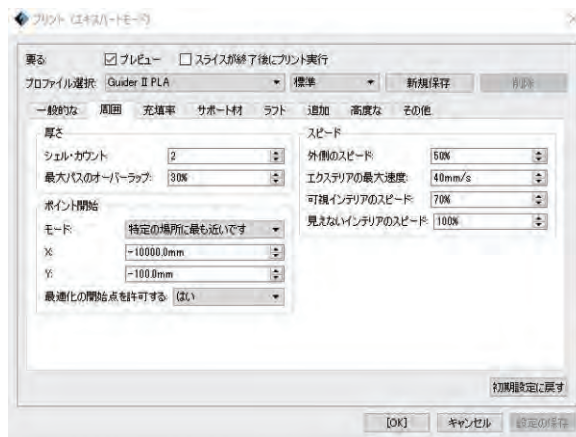 プリント (エキスパートモード)
要る: プレビュー スライスが終了後にプリント実行
プロファイル選択: Guider II PLA 標準 新規保存 削除
一般的な 周囲 充填率 サポート材 ラフト 追加 高度な その他
厚さ
シェル・カウント: 2
最大パスのオーバーラップ: 30%
ポイント開始
モード: 特定の場所に最も近いです
X: -10000.0mm
Y: -100.0mm
最適化の開始点を許可する: はい
スピード
外側のスピード: 50%
エクステリアの最大速度: 40mm/s
可視インテリアのスピード: 70%
見えないインテリアのスピード: 100%
初期設定に戻す
[OK] キャンセル 設定の保存